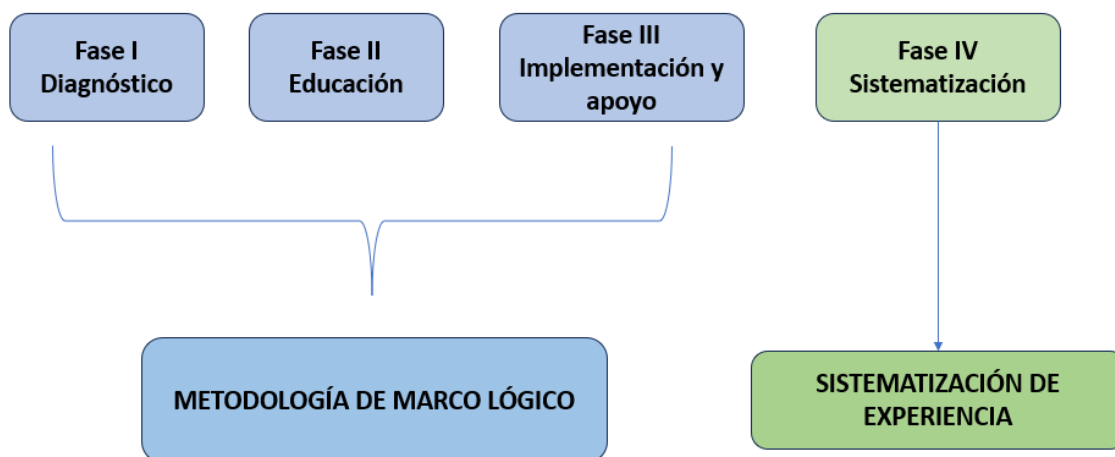 Fase I
Diagnóstico
Fase II
Educación
Fase III
Implementación y
apoyo
Fase IV
Sistematización
METODOLOGÍA DE MARCO LÓGICO
SISTEMATIZACIÓN DE
EXPERIENCIA